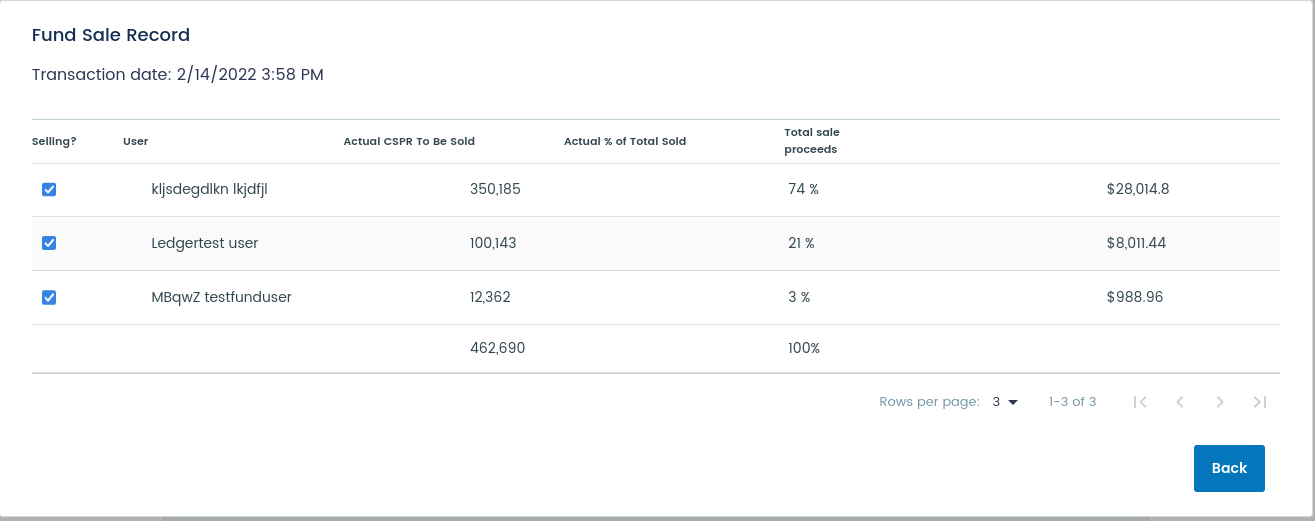 Fund Sale Record
Transaction date: 2/14/2022 3:58 PM
Selling? User Actual CSPR To Be Sold Actual % of Total Sold Total sale proceeds
kljsdegdlkn lkjdfjl 350,185 74 % $28,014.8
Ledgertest user 100,143 21 % $8,011.44
MBqwZ testfunduser 12,362 3 % $988.96
462,690 100%
Rows per page: 3 1-3 of 3
Back